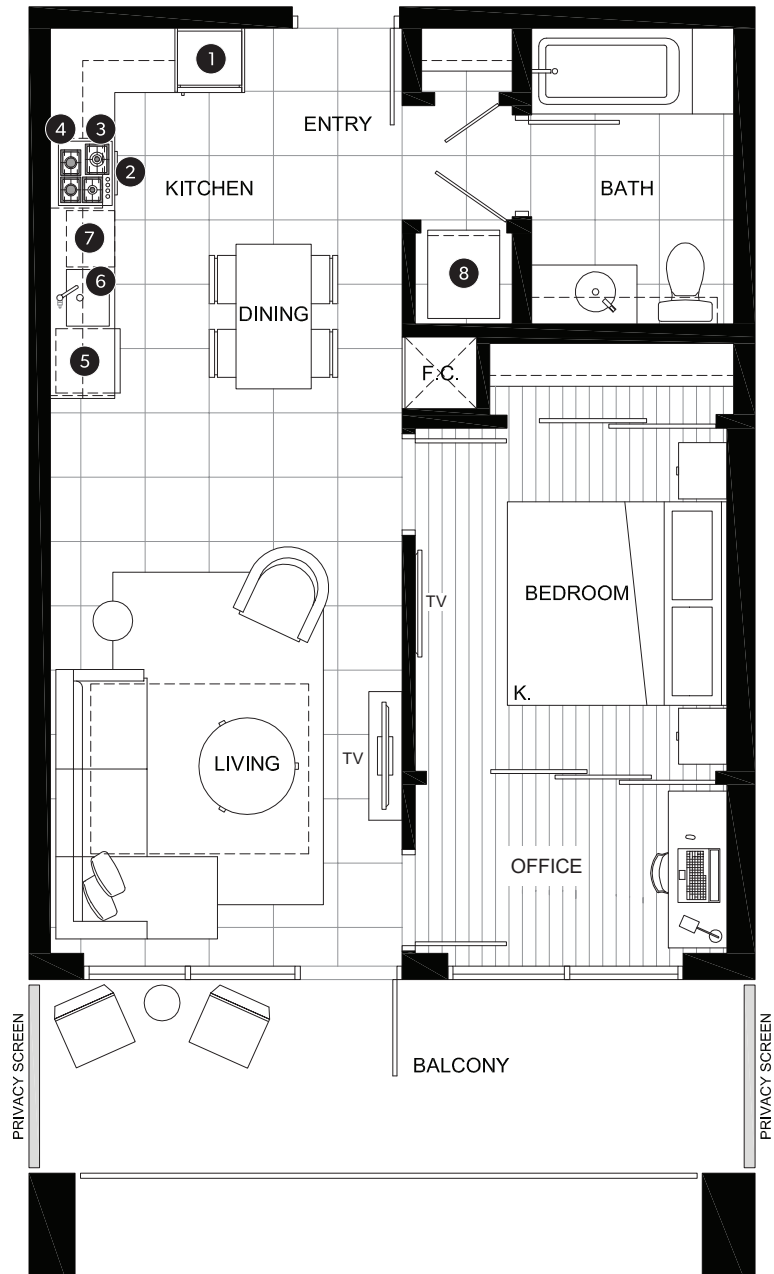 1
ENTRY
4
3
2
KITCHEN
BATH
7
6
8
DINING
5
F.C.
TV
BEDROOM
K.
LIVING
TV
OFFICE
PRIVACY SCREEN
BALCONY
PRIVACY SCREEN